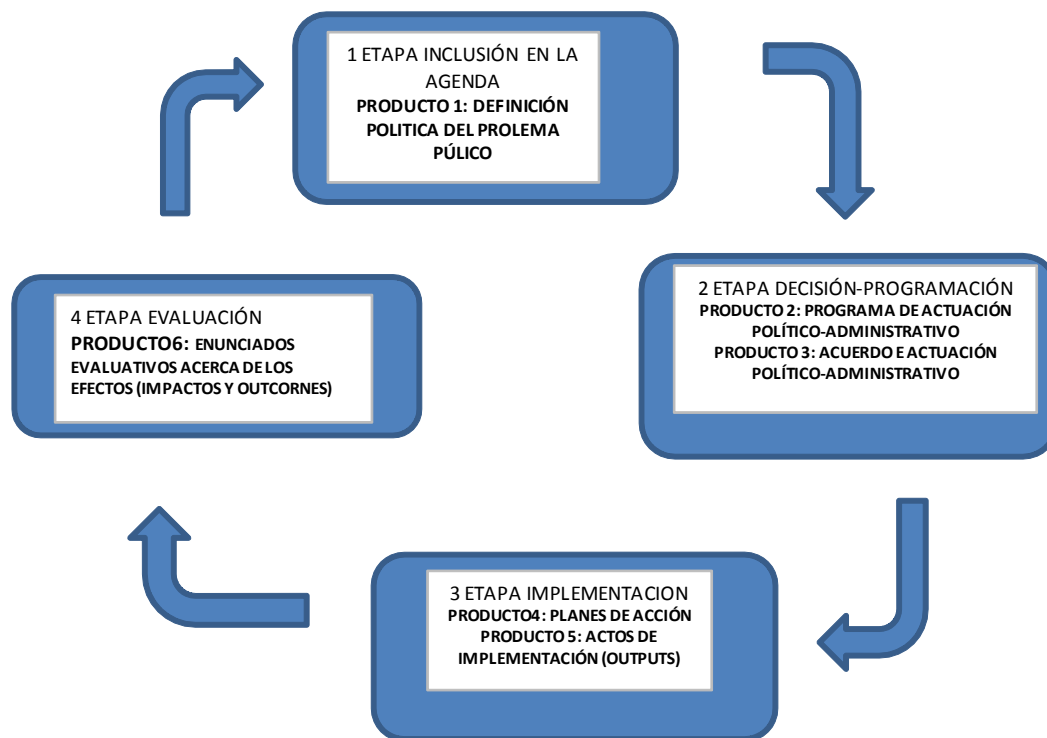 1 ETAPA INCLUSIÓN EN LA
AGENDA
PRODUCTO 1: DEFINICIÓN
POLITICA DEL PROLEMA
PÚLICO
2 ETAPA DECISIÓN-PROGRAMACIÓN
PRODUCTO 2: PROGRAMA DE ACTUACIÓN
POLÍTICO-ADMINISTRATIVO
PRODUCTO 3: ACUERDO E ACTUACIÓN
POLÍTICO-ADMINISTRATIVO
3 ETAPA IMPLEMENTACION
PRODUCTO4: PLANES DE ACCIÓN
PRODUCTO 5: ACTOS DE
IMPLEMENTACIÓN (OUTPUTS)
4 ETAPA EVALUACIÓN
PRODUCTO6: ENUNCIADOS
EVALUATIVOS ACERCA DE LOS
EFECTOS (IMPACTOS Y OUTCORNES)